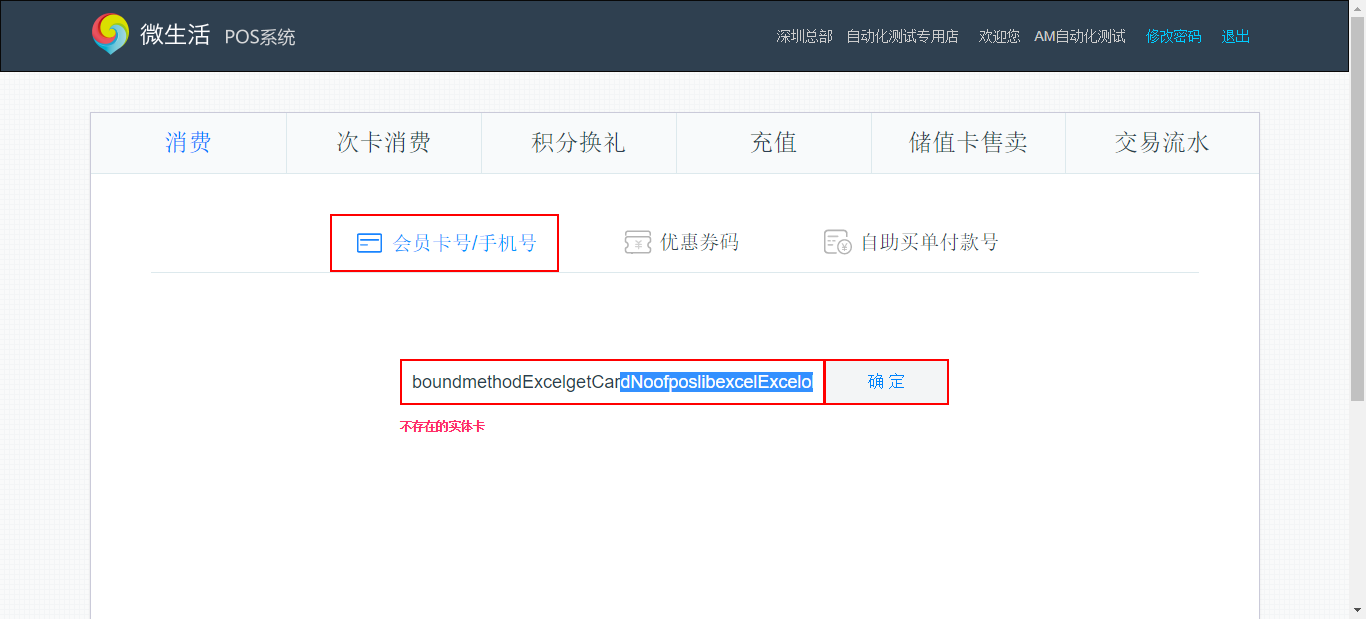 微生活 POS系统 深圳总部 自动化测试专用店 欢迎您 AM自动化测试 修改密码 退出
消费 次卡消费 积分换礼 充值 储值卡售卖 交易流水
会员卡号/手机号 优惠券码 自助买单付款号
boundmethodExcelgetCardNoofposlibexcelExcelo 确 定
不存在的实体卡